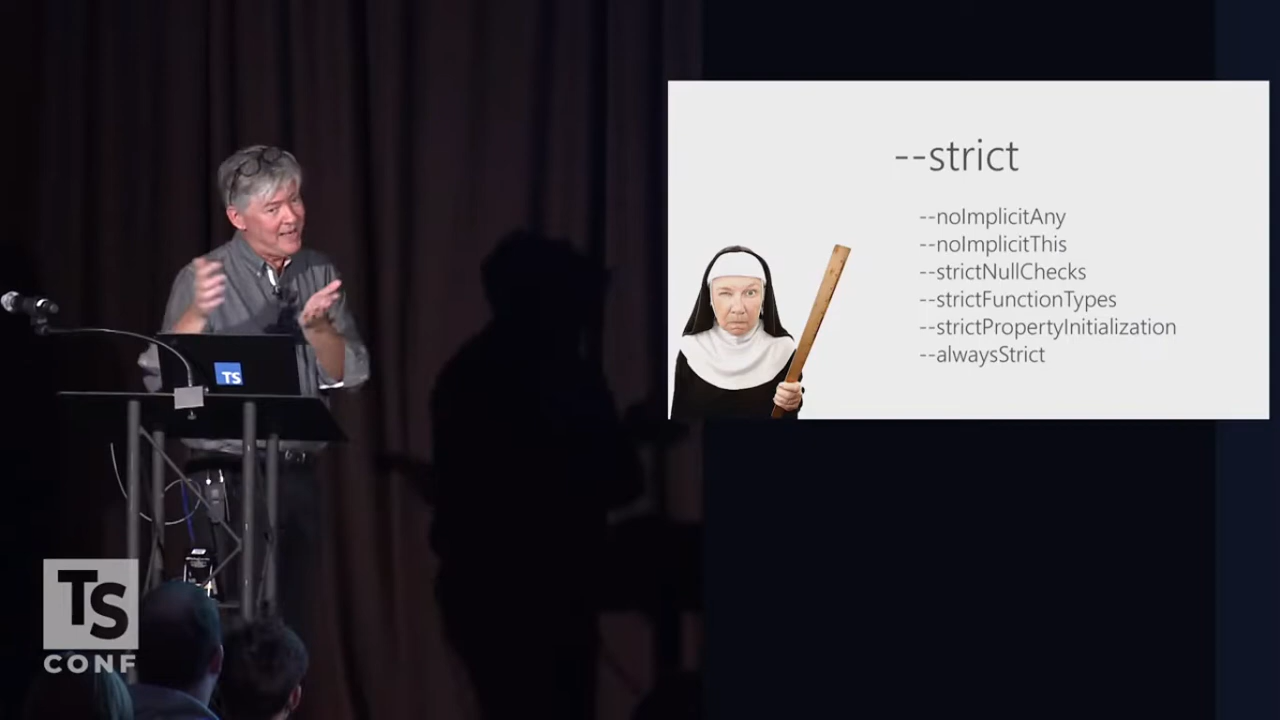 --strict
--noImplicitAny
--noImplicitThis
--strictNullChecks
--strictFunctionTypes
--strictPropertyInitialization
--alwaysStrict
TS
TS
CONF